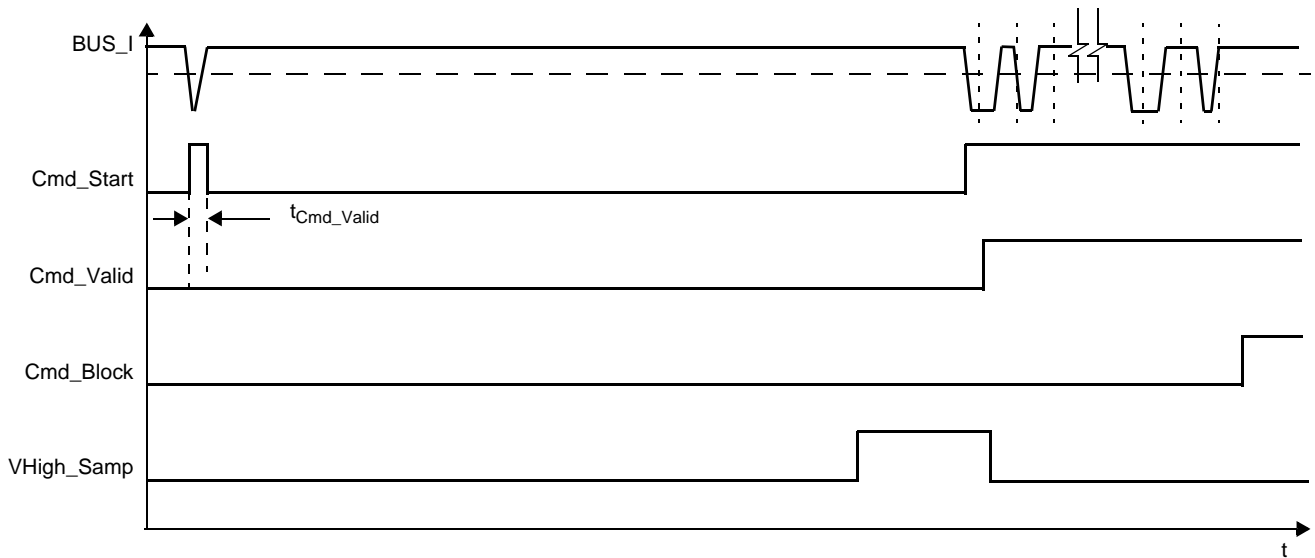 BUS_I
Cmd_Start
tCmd_Valid
Cmd_Valid
Cmd_Block
VHigh_Samp
t